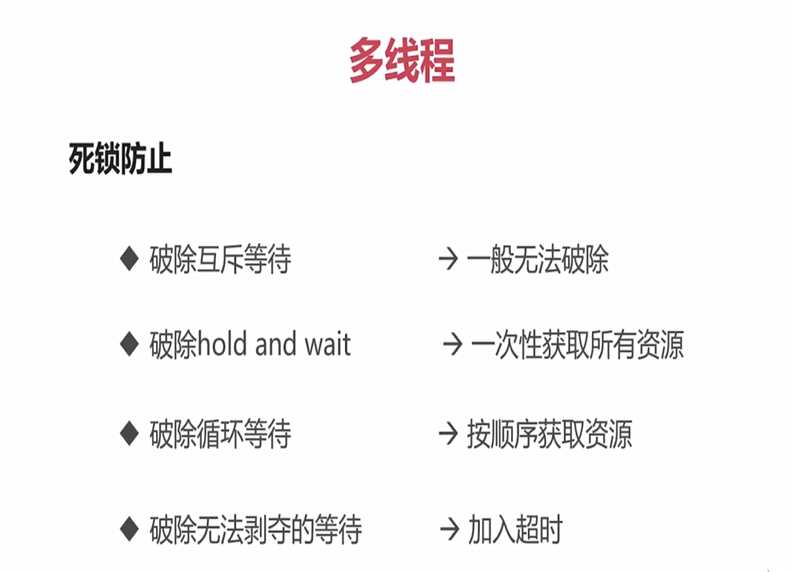 多线程
死锁防止
◆ 破除互斥等待 → 一般无法破除
◆ 破除hold and wait → 一次性获取所有资源
◆ 破除循环等待 → 按顺序获取资源
◆ 破除无法剥夺的等待 → 加入超时